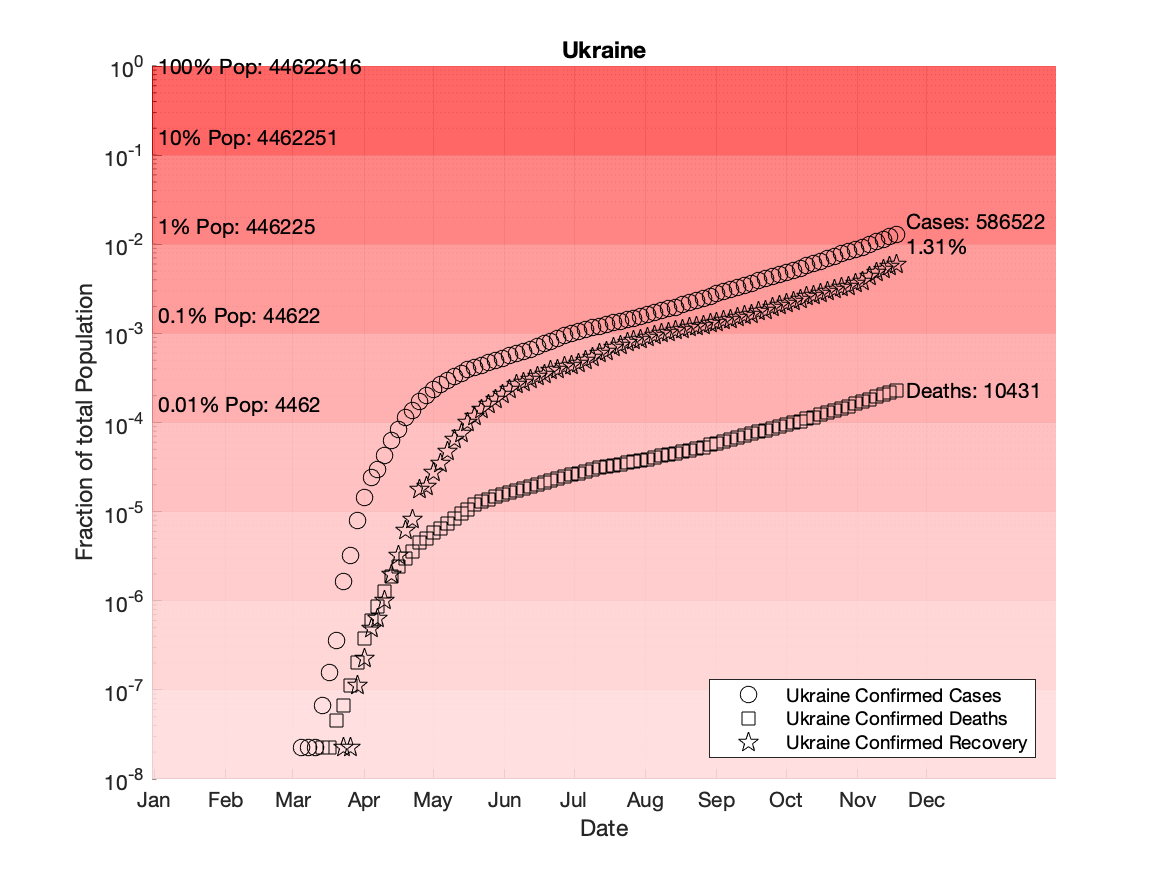 Ukraine
10^0
100% Pop: 44622516
10% Pop: 4462251
10^-1
1% Pop: 446225
Cases: 586522
10^-2
1.31%
0.1% Pop: 44622
10^-3
Deaths: 10431
0.01% Pop: 4462
10^-4
Fraction of total Population
10^-5
10^-6
10^-7
Ukraine Confirmed Cases
Ukraine Confirmed Deaths
Ukraine Confirmed Recovery
10^-8
Jan Feb Mar Apr May Jun Jul Aug Sep Oct Nov Dec
Date